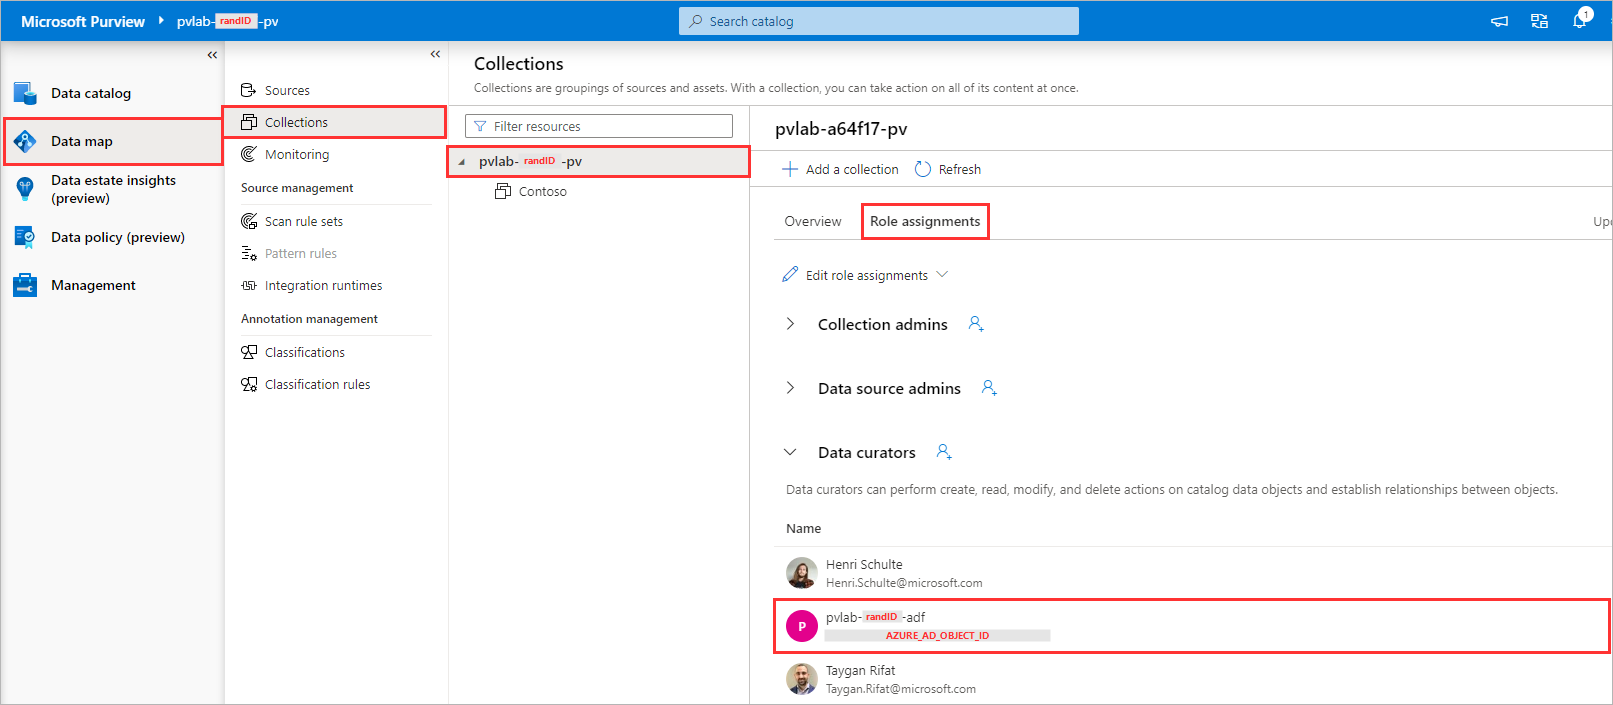 Microsoft Purview
pvlab-randID-pv
Search catalog
1
Data catalog
Data map
Data estate insights
(preview)
Data policy (preview)
Management
Sources
Collections
Monitoring
Source management
Scan rule sets
Pattern rules
Integration runtimes
Annotation management
Classifications
Classification rules
Collections
Collections are groupings of sources and assets. With a collection, you can take action on all of its content at once.
Filter resources
pvlab- randID -pv
Contoso
pvlab-a64f17-pv
Add a collection
Refresh
Overview
Role assignments
Upc
Edit role assignments
Collection admins
Data source admins
Data curators
Data curators can perform create, read, modify, and delete actions on catalog data objects and establish relationships between objects.
Name
Henri Schulte
Henri.Schulte@microsoft.com
P
pvlab-randID-adf
AZURE_AD_OBJECT_ID
Taygan Rifat
Taygan.Rifat@microsoft.com